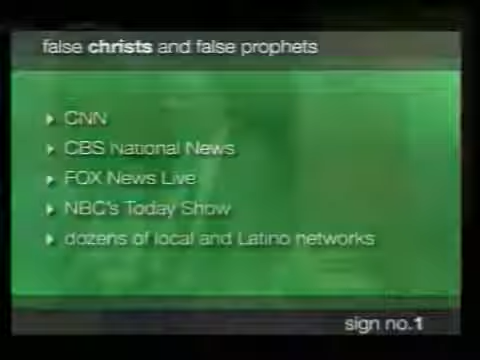 false christs and false prophets
CNN
CBS National News
FOX News Live
NBC's Today Show
dozens of local and Latino networks
sign no.1